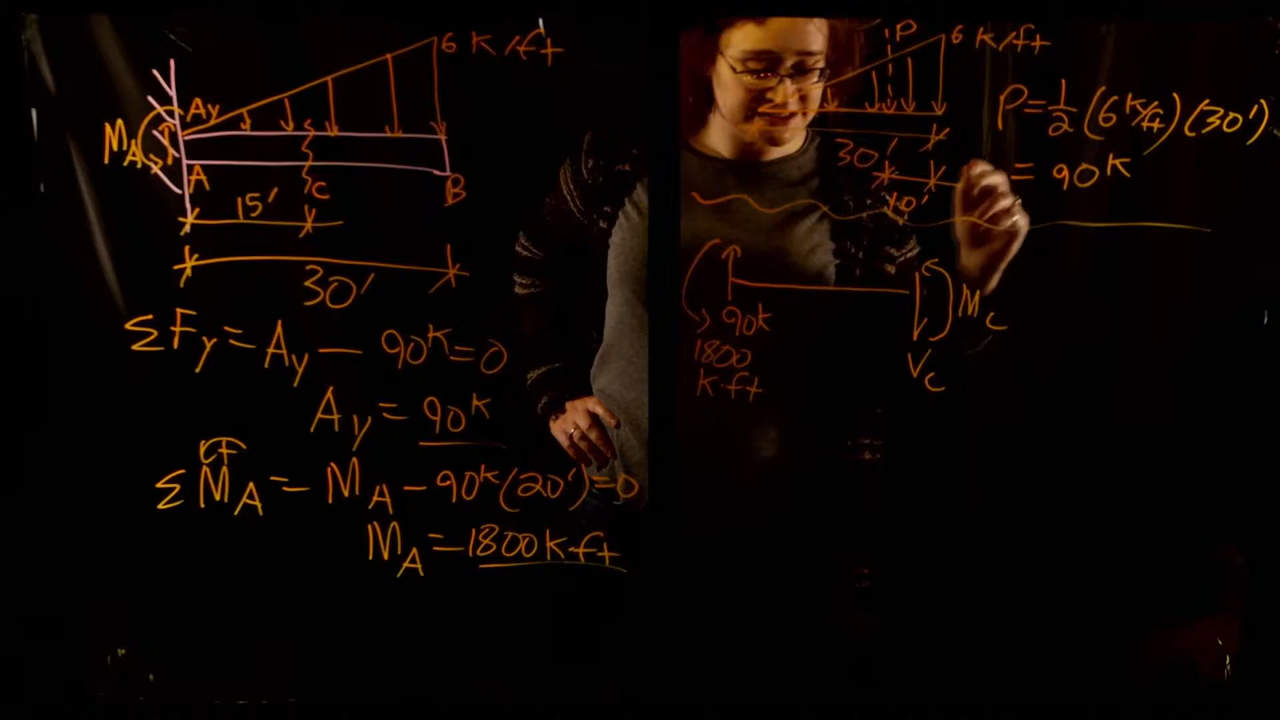 6 K/ft
Ay
MA
A
C
B
15'
30'
ΣFy = Ay - 90K = 0
Ay = 90K
ΣMA = MA - 90K (20') = 0
MA = 1800 K·ft
P
6 K/ft
30'
10'
P = 1/2 (6 K/ft) (30')
= 90K
90K
1800
K·ft
Mc
Vc